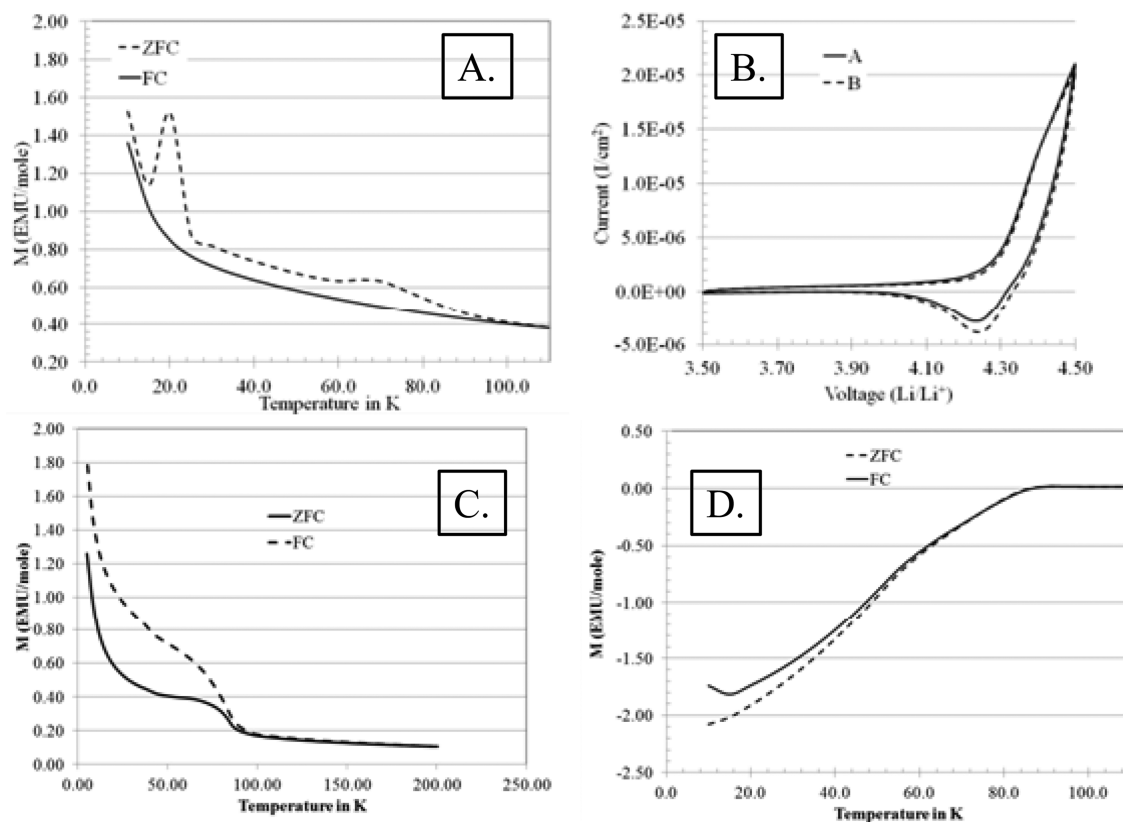 2.00
1.80
1.60
1.40
1.20
1.00
0.80
0.60
0.40
0.20
M (EMU/mole)
ZFC
FC
A.
0.0
20.0
40.0
60.0
80.0
100.0
Temperature in K
2.5E-05
2.0E-05
1.5E-05
1.0E-05
5.0E-06
0.0E+00
-5.0E-06
Current (I/cm²)
A
B
B.
3.50
3.70
3.90
4.10
4.30
4.50
Voltage (Li/Li⁺)
2.00
1.80
1.60
1.40
1.20
1.00
0.80
0.60
0.40
0.20
0.00
M (EMU/mole)
ZFC
FC
C.
0.00
50.00
100.00
150.00
200.00
250.00
Temperature in K
0.50
0.00
-0.50
-1.00
-1.50
-2.00
-2.50
M (EMU/mole)
ZFC
FC
D.
0.0
20.0
40.0
60.0
80.0
100.0
Temperature in K